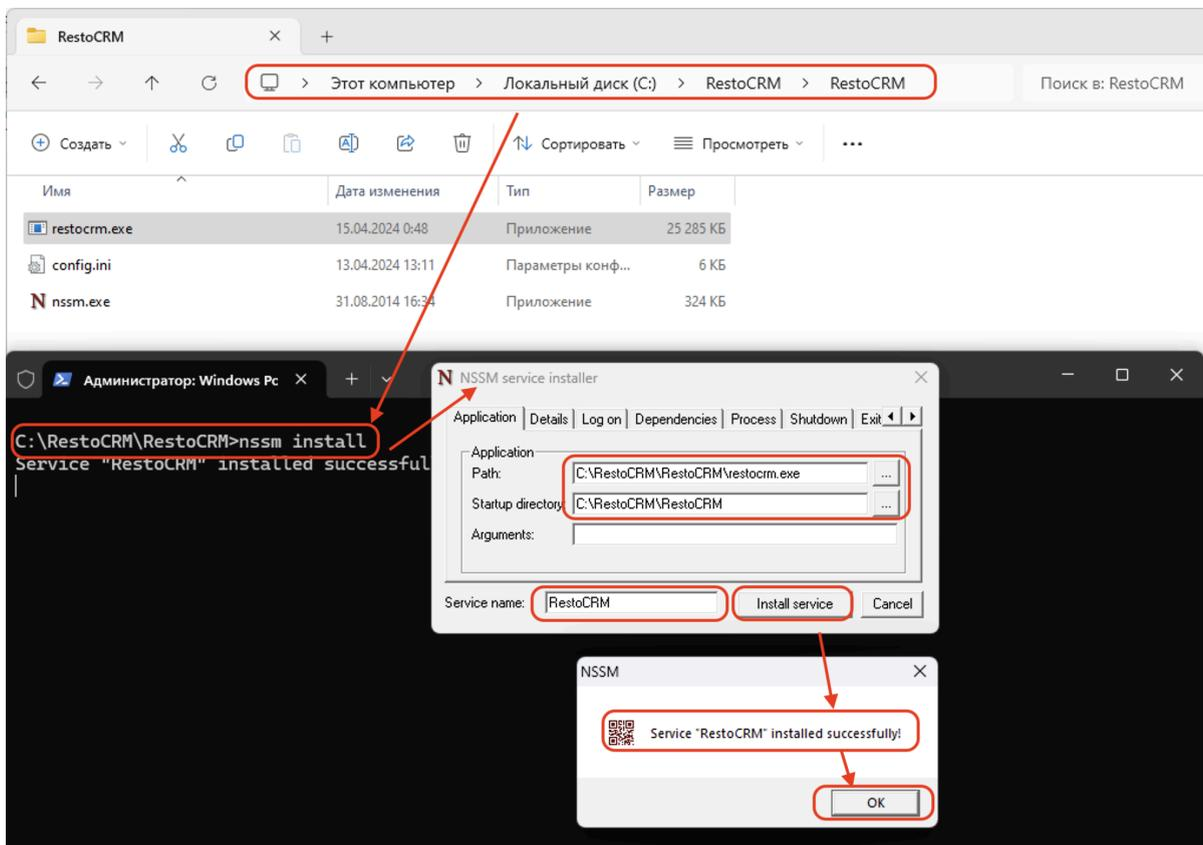 RestoCRM
Этот компьютер > Локальный диск (C:) > RestoCRM > RestoCRM
Поиск в: RestoCRM
Создать
Сортировать
Просмотреть
Имя Дата изменения Тип Размер
restocrm.exe 15.04.2024 0:48 Приложение 25 285 КБ
config.ini 13.04.2024 13:11 Параметры конф... 6 КБ
N nssm.exe 31.08.2014 16:34 Приложение 324 КБ
Администратор: Windows Pc
C:\RestoCRM\RestoCRM>nssm install
Service "RestoCRM" installed successful
N NSSM service installer
Application Details Log on Dependencies Process Shutdown Exit
Application
Path: C:\RestoCRM\RestoCRM\restocrm.exe ...
Startup directory: C:\RestoCRM\RestoCRM ...
Arguments:
Service name: RestoCRM Install service Cancel
NSSM
Service "RestoCRM" installed successfully!
OK